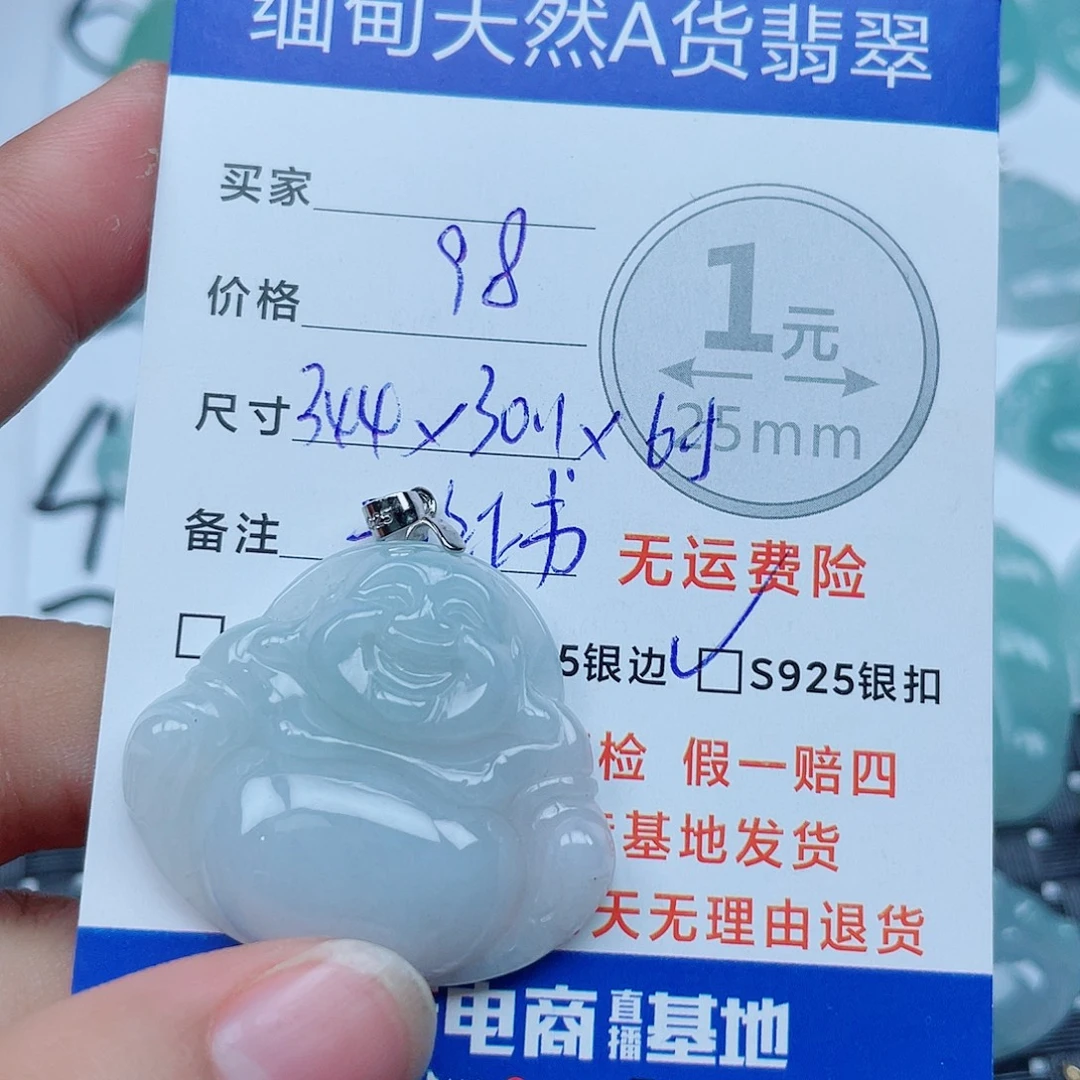 缅甸天然A货翡翠
买家
98
价格
1元
尺寸 34.4×30.1×6.1
25mm
备注 书
无运费险
5银边 ✓□S925银扣
检 假一赔四
基地发货
天无理由退货
电商直播基地